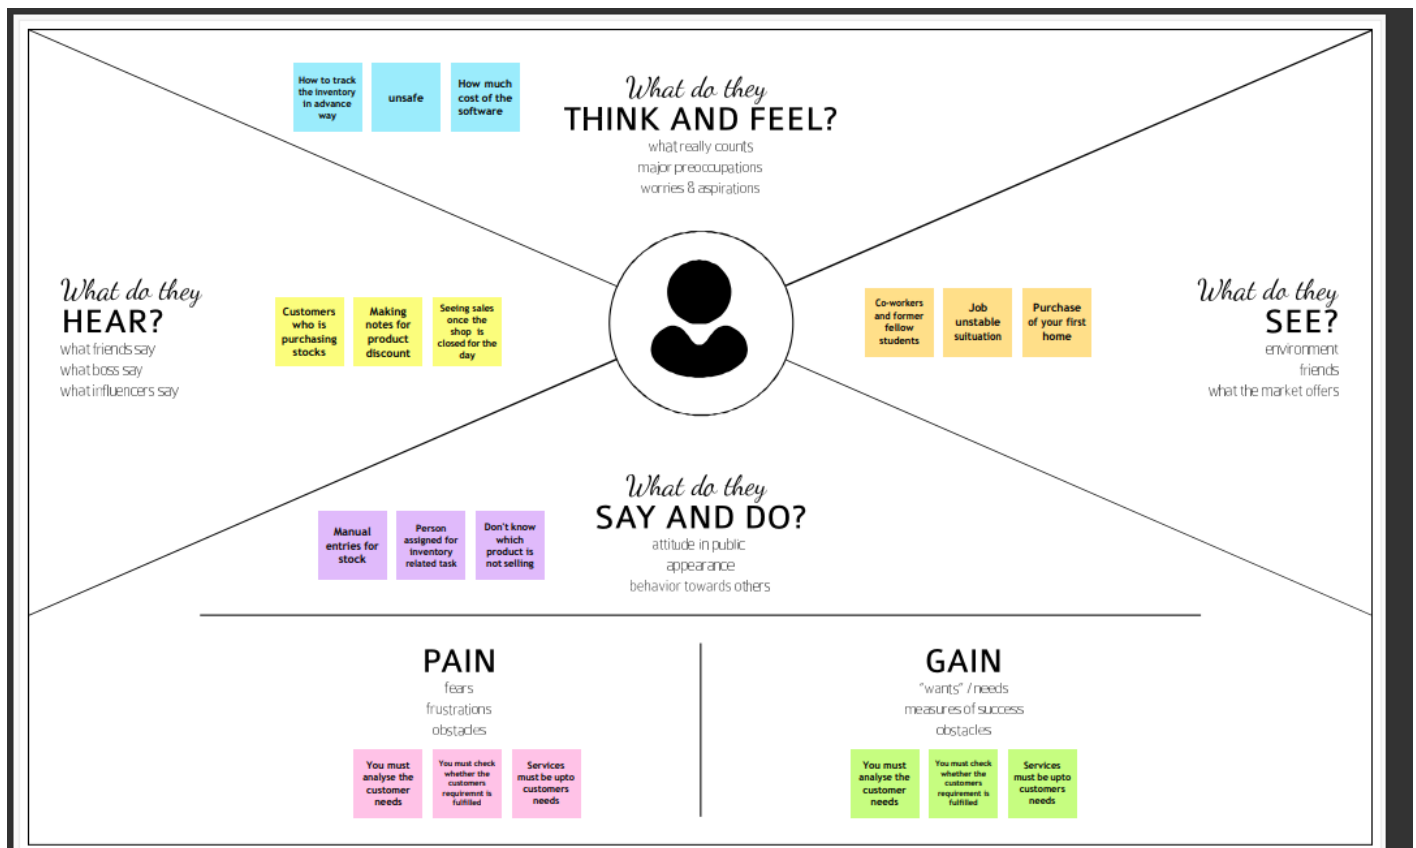 How to track
the inventory
in advance
way
unsafe
How much
cost of the
software
What do they
THINK AND FEEL?
what really counts
major preoccupations
worries & aspirations
What do they
HEAR?
what friends say
what boss say
what influencers say
Customers
who is
purchasing
stocks
Making
notes for
product
discount
Seeing sales
once the
shop is
closed for the
day
Co-workers
and former
fellow
students
Job
unstable
suituation
Purchase
of your first
home
What do they
SEE?
environment
friends
what the market offers
What do they
SAY AND DO?
attitude in public
appearance
behavior towards others
Manual
entries for
stock
Person
assigned for
inventory
related task
Don't know
which
product is
not selling
PAIN
fears
frustrations
obstacles
You must
analyse the
customer
needs
You must check
whether the
customers
requiremnt is
fulfilled
Services
must be upto
customers
needs
GAIN
"wants" / needs
measures of success
obstacles
You must
analyse the
customer
needs
You must check
whether the
customers
requirement is
fulfilled
Services
must be upto
customers
needs